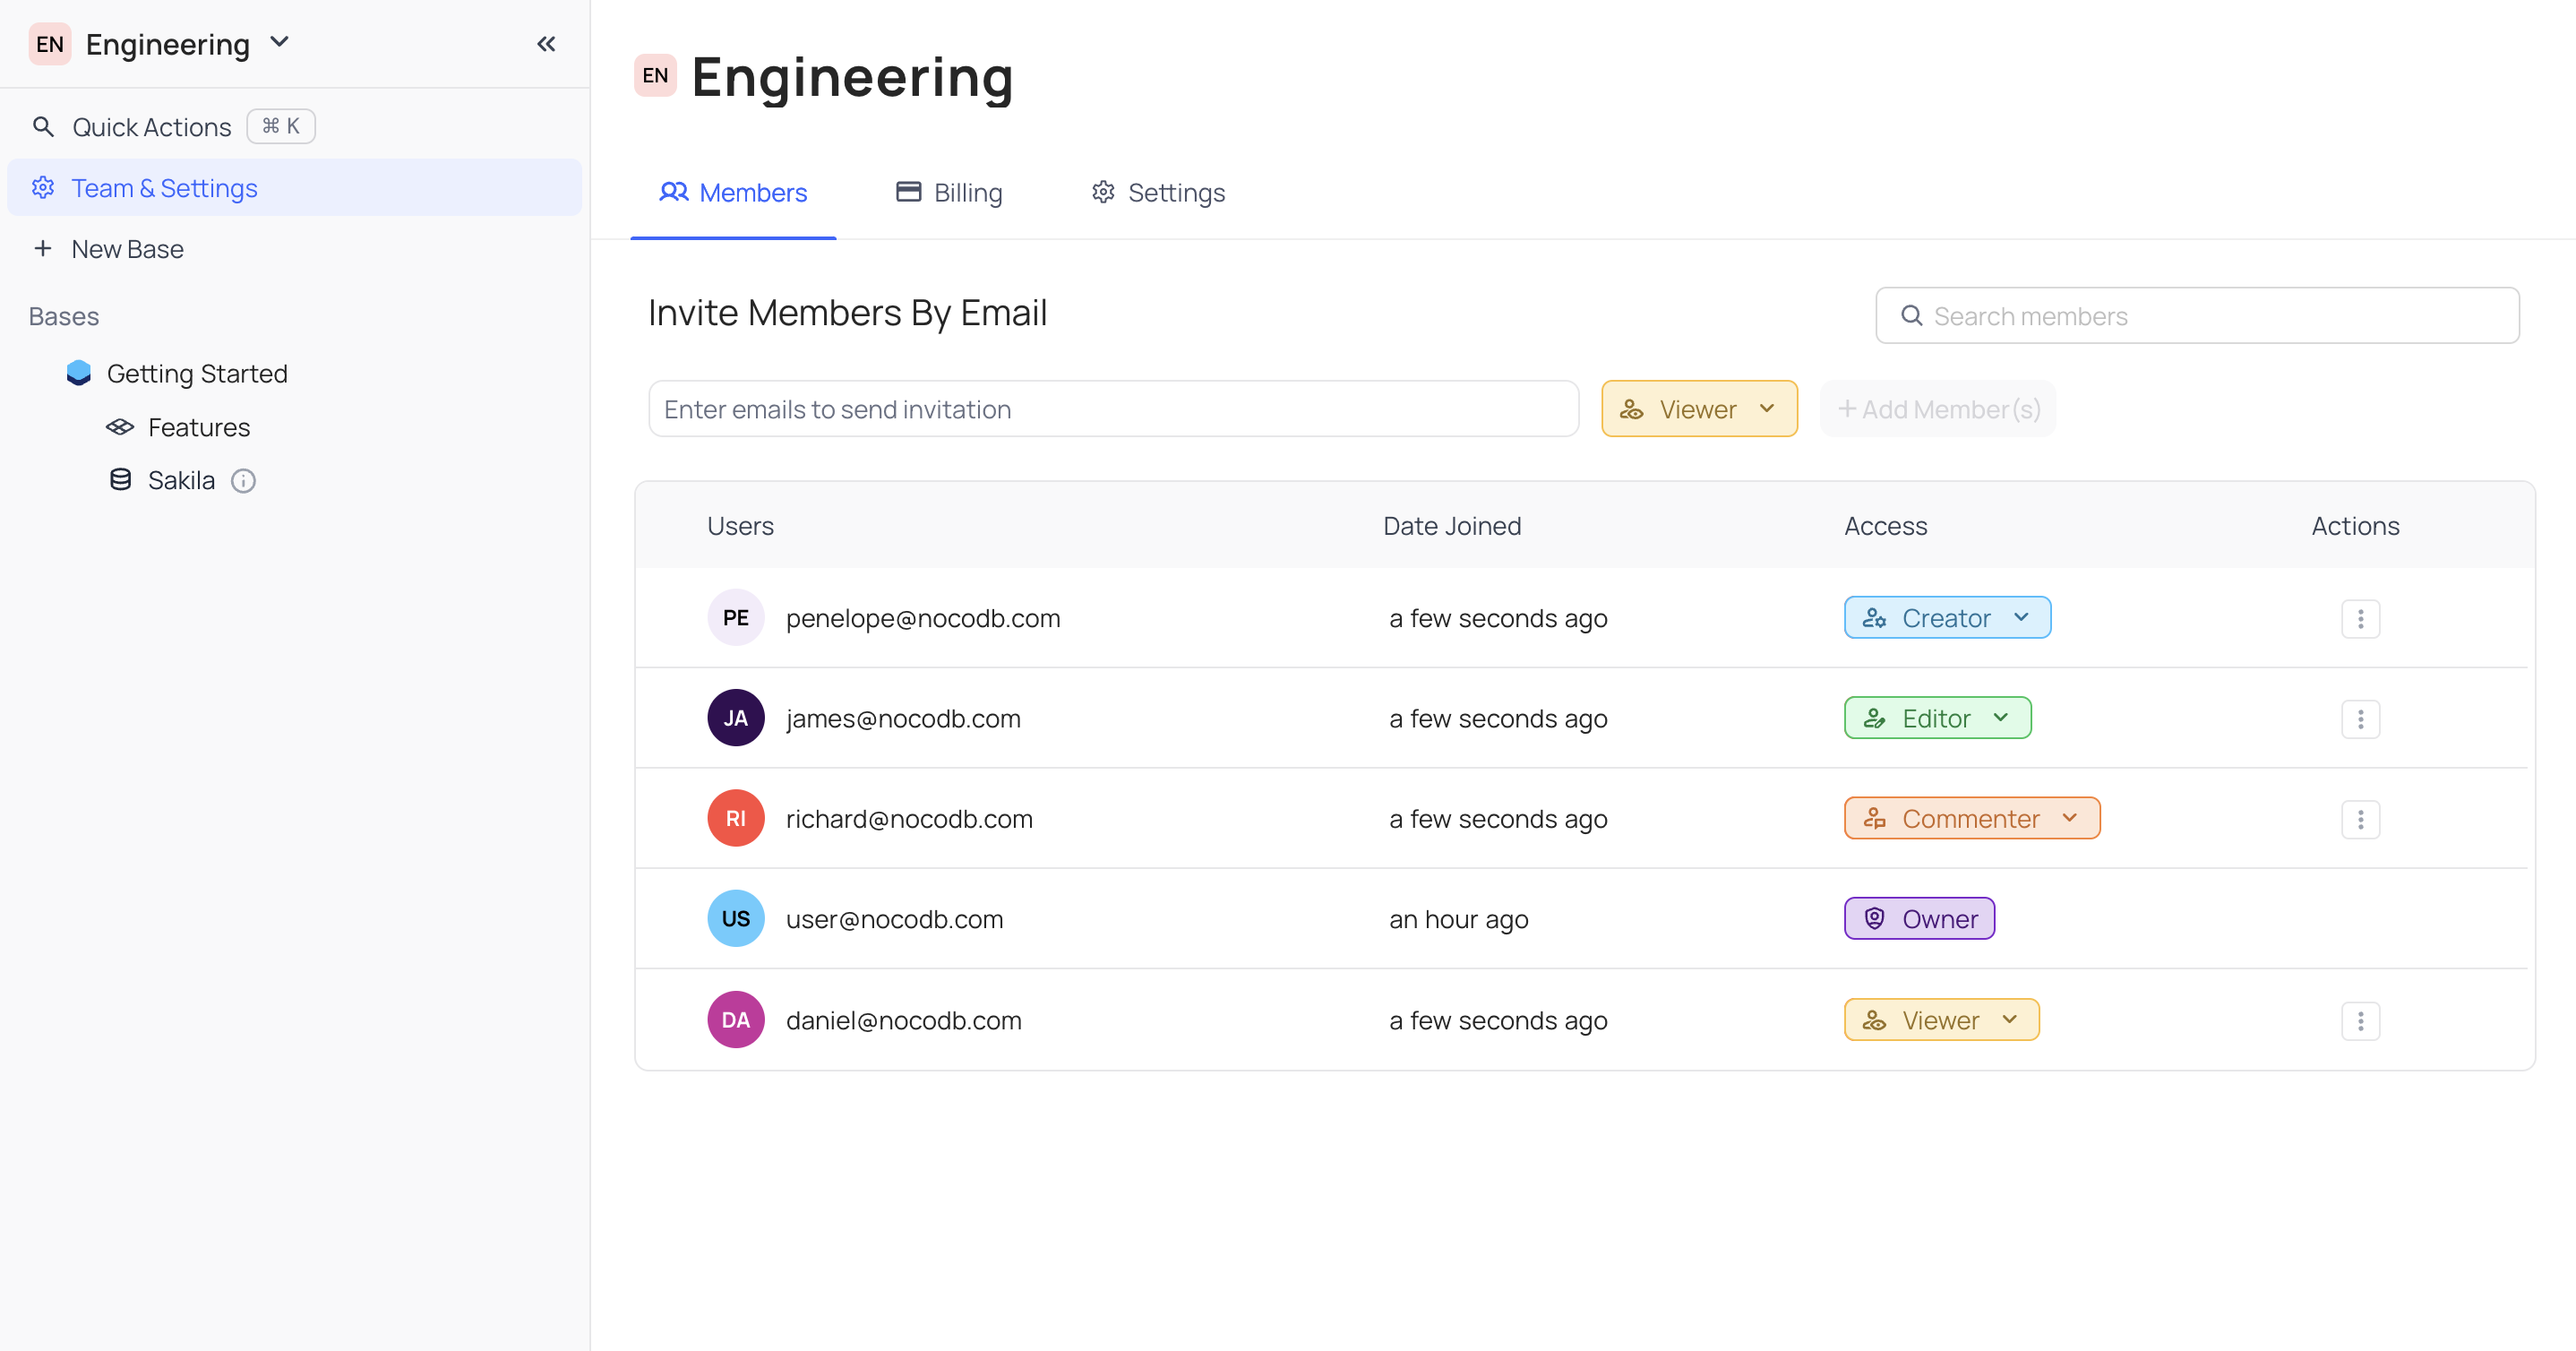 EN Engineering
Quick Actions ⌘ K
Team & Settings
New Base
Bases
Getting Started
Features
Sakila
EN Engineering
Members Billing Settings
Invite Members By Email
Search members
Enter emails to send invitation
Viewer
+ Add Member(s)
Users Date Joined Access Actions
PE penelope@nocodb.com a few seconds ago Creator
JA james@nocodb.com a few seconds ago Editor
RI richard@nocodb.com a few seconds ago Commenter
US user@nocodb.com an hour ago Owner
DA daniel@nocodb.com a few seconds ago Viewer